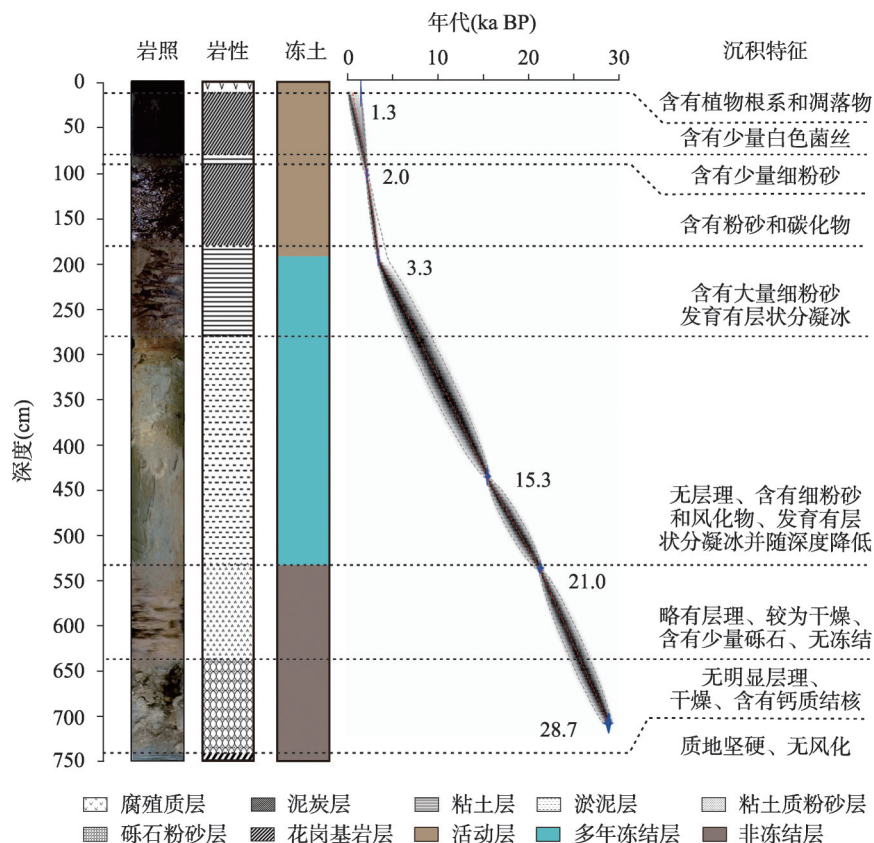 年代(ka BP)
岩照 岩性 冻土 0 10 20 30 沉积特征
0
50
100
150
200
250
300
350
400
450
500
550
600
650
700
750
深度(cm)
1.3
2.0
3.3
15.3
21.0
28.7
含有植物根系和凋落物
含有少量白色菌丝
含有少量细粉砂
含有粉砂和碳化物
含有大量细粉砂
发育有层状分凝冰
无层理、含有细粉砂
和风化物、发育有层
状分凝冰并随深度降低
略有层理、较为干燥、
含有少量砾石、无冻结
无明显层理、
干燥、含有钙质结核
质地坚硬、无风化
腐殖质层 泥炭层 粘土层 淤泥层 粘土质粉砂层
砾石粉砂层 花岗基岩层 活动层 多年冻结层 非冻结层